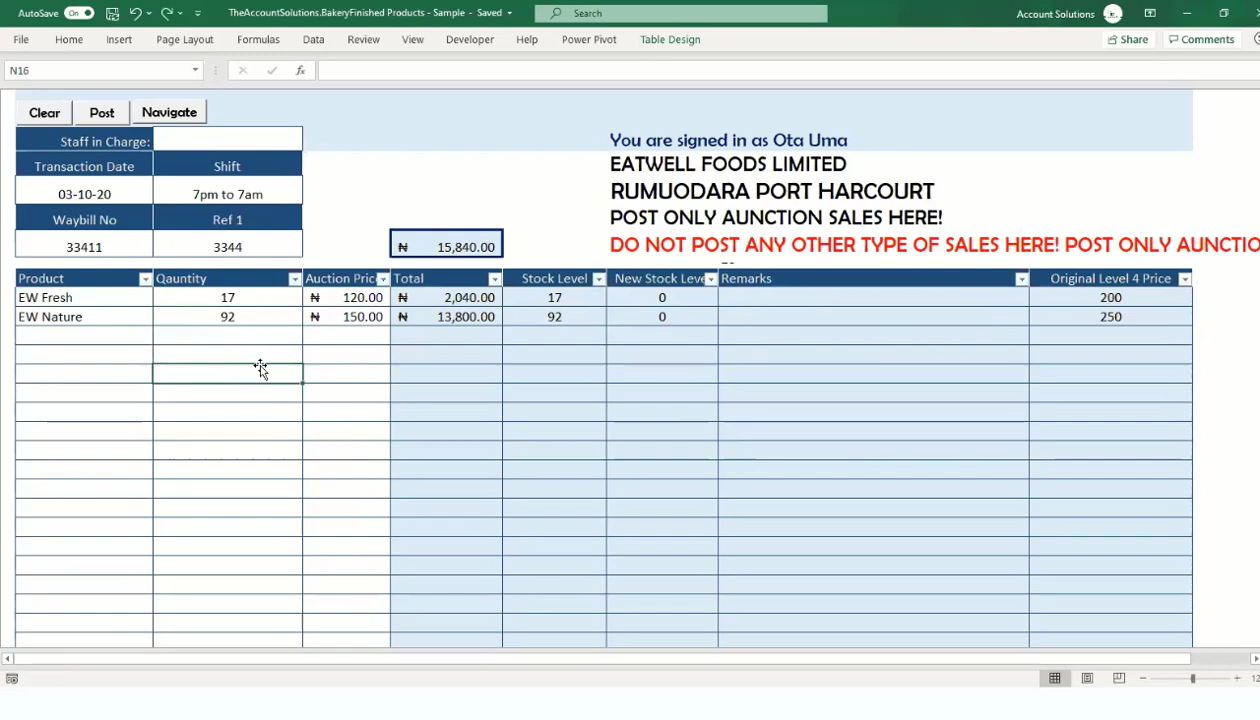 AutoSave On TheAccountSolutions.BakeryFinished Products - Sample - Saved Search Account Solutions
File Home Insert Page Layout Formulas Data Review View Developer Help Power Pivot Table Design Share Comments
N16 fx
Clear Post Navigate
Staff in Charge: You are signed in as Ota Uma
Transaction Date Shift EATWELL FOODS LIMITED
03-10-20 7pm to 7am RUMUODARA PORT HARCOURT
Waybill No Ref 1 POST ONLY AUNCTION SALES HERE!
33411 3344 ₦ 15,840.00 DO NOT POST ANY OTHER TYPE OF SALES HERE! POST ONLY AUNCTIO
Product Qauntity Auction Pric Total Stock Level New Stock Leve Remarks Original Level 4 Price
EW Fresh 17 ₦ 120.00 ₦ 2,040.00 17 0 200
EW Nature 92 ₦ 150.00 ₦ 13,800.00 92 0 250
12